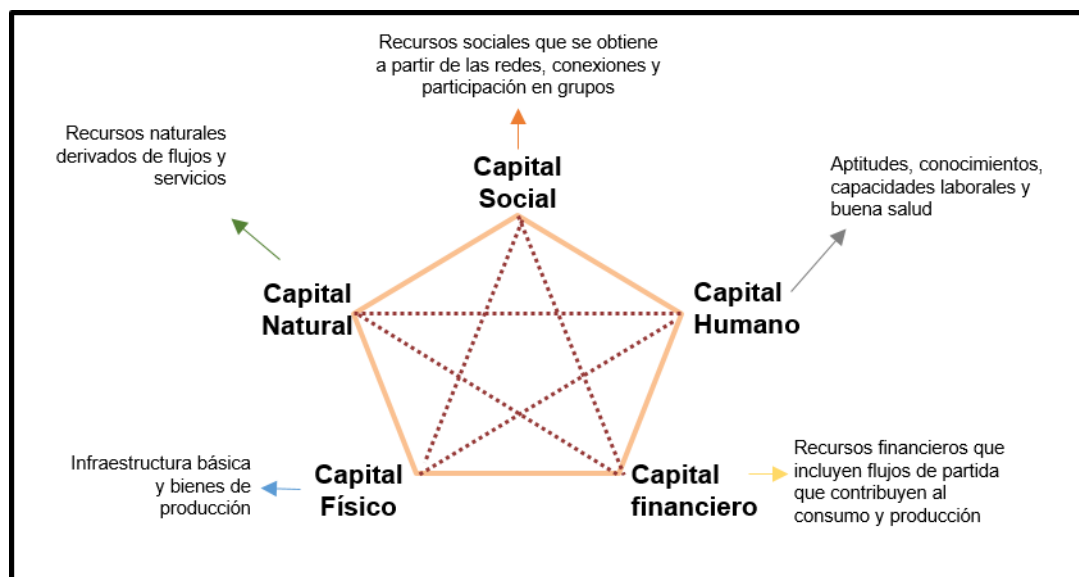 Recursos sociales que se obtiene
a partir de las redes, conexiones y
participación en grupos
Capital
Social
Recursos naturales
derivados de flujos y
servicios
Capital
Natural
Aptitudes, conocimientos,
capacidades laborales y
buena salud
Capital
Humano
Infraestructura básica
y bienes de
producción
Capital
Físico
Capital
financiero
Recursos financieros que
incluyen flujos de partida
que contribuyen al
consumo y producción